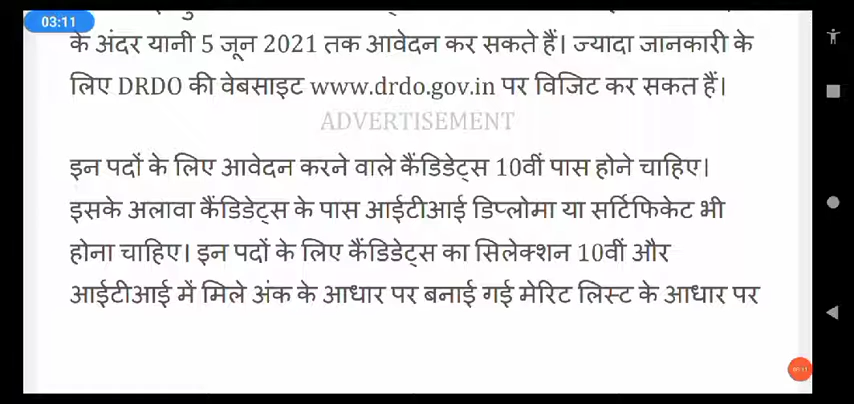 03:11
के अंदर यानी 5 जून 2021 तक आवेदन कर सकते हैं। ज्यादा जानकारी के
लिए DRDO की वेबसाइट www.drdo.gov.in पर विजिट कर सकत हैं।
ADVERTISEMENT
इन पदों के लिए आवेदन करने वाले कैंडिडेट्स 10वीं पास होने चाहिए।
इसके अलावा कैंडिडेट्स के पास आईटीआई डिप्लोमा या सर्टिफिकेट भी
होना चाहिए। इन पदों के लिए कैंडिडेट्स का सिलेक्शन 10वीं और
आईटीआई में मिले अंक के आधार पर बनाई गई मेरिट लिस्ट के आधार पर